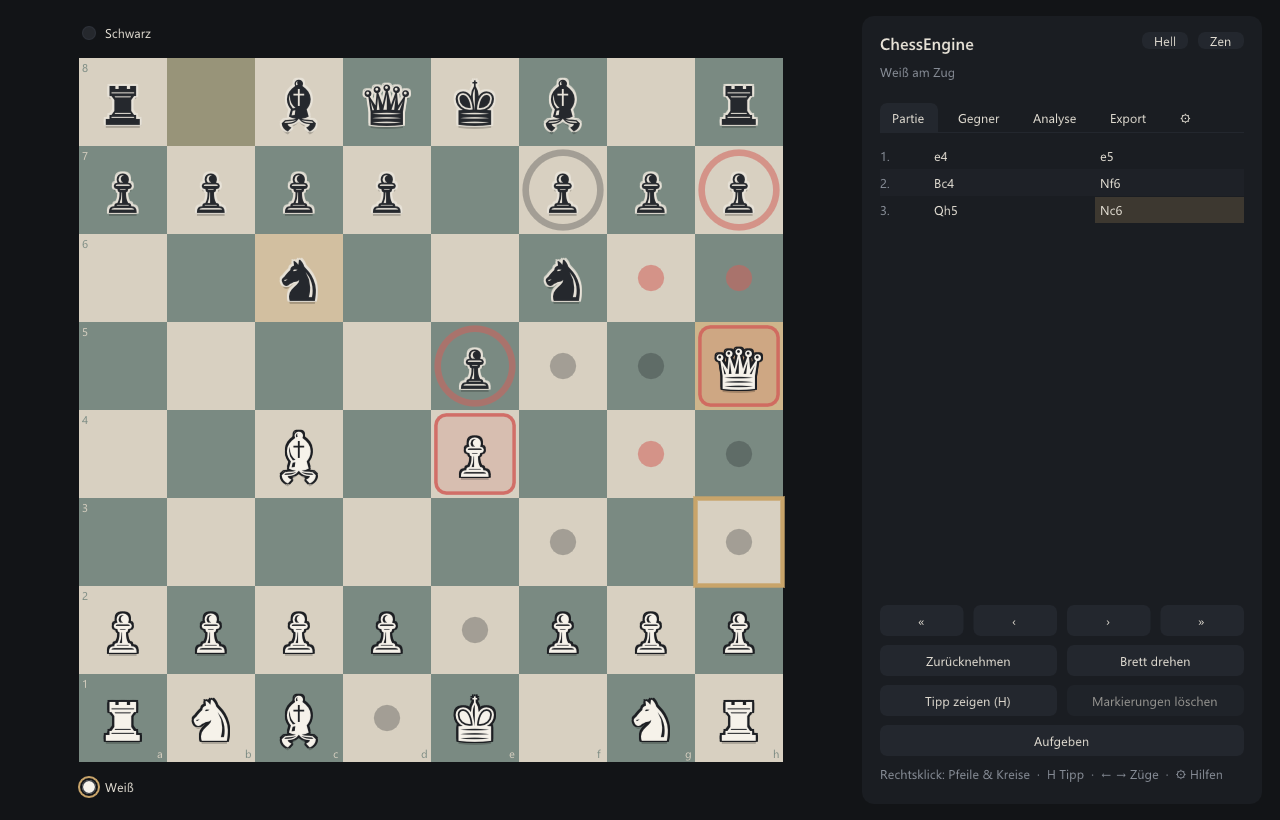 Schwarz
8
7
6
5
4
3
2
1
a b c d e f g h
Weiß
ChessEngine
Hell Zen
Weiß am Zug
Partie Gegner Analyse Export ⚙
1. e4 e5
2. Bc4 Nf6
3. Qh5 Nc6
« ‹ › »
Zurücknehmen Brett drehen
Tipp zeigen (H) Markierungen löschen
Aufgeben
Rechtsklick: Pfeile & Kreise · H Tipp · ← → Züge · ⚙ Hilfen